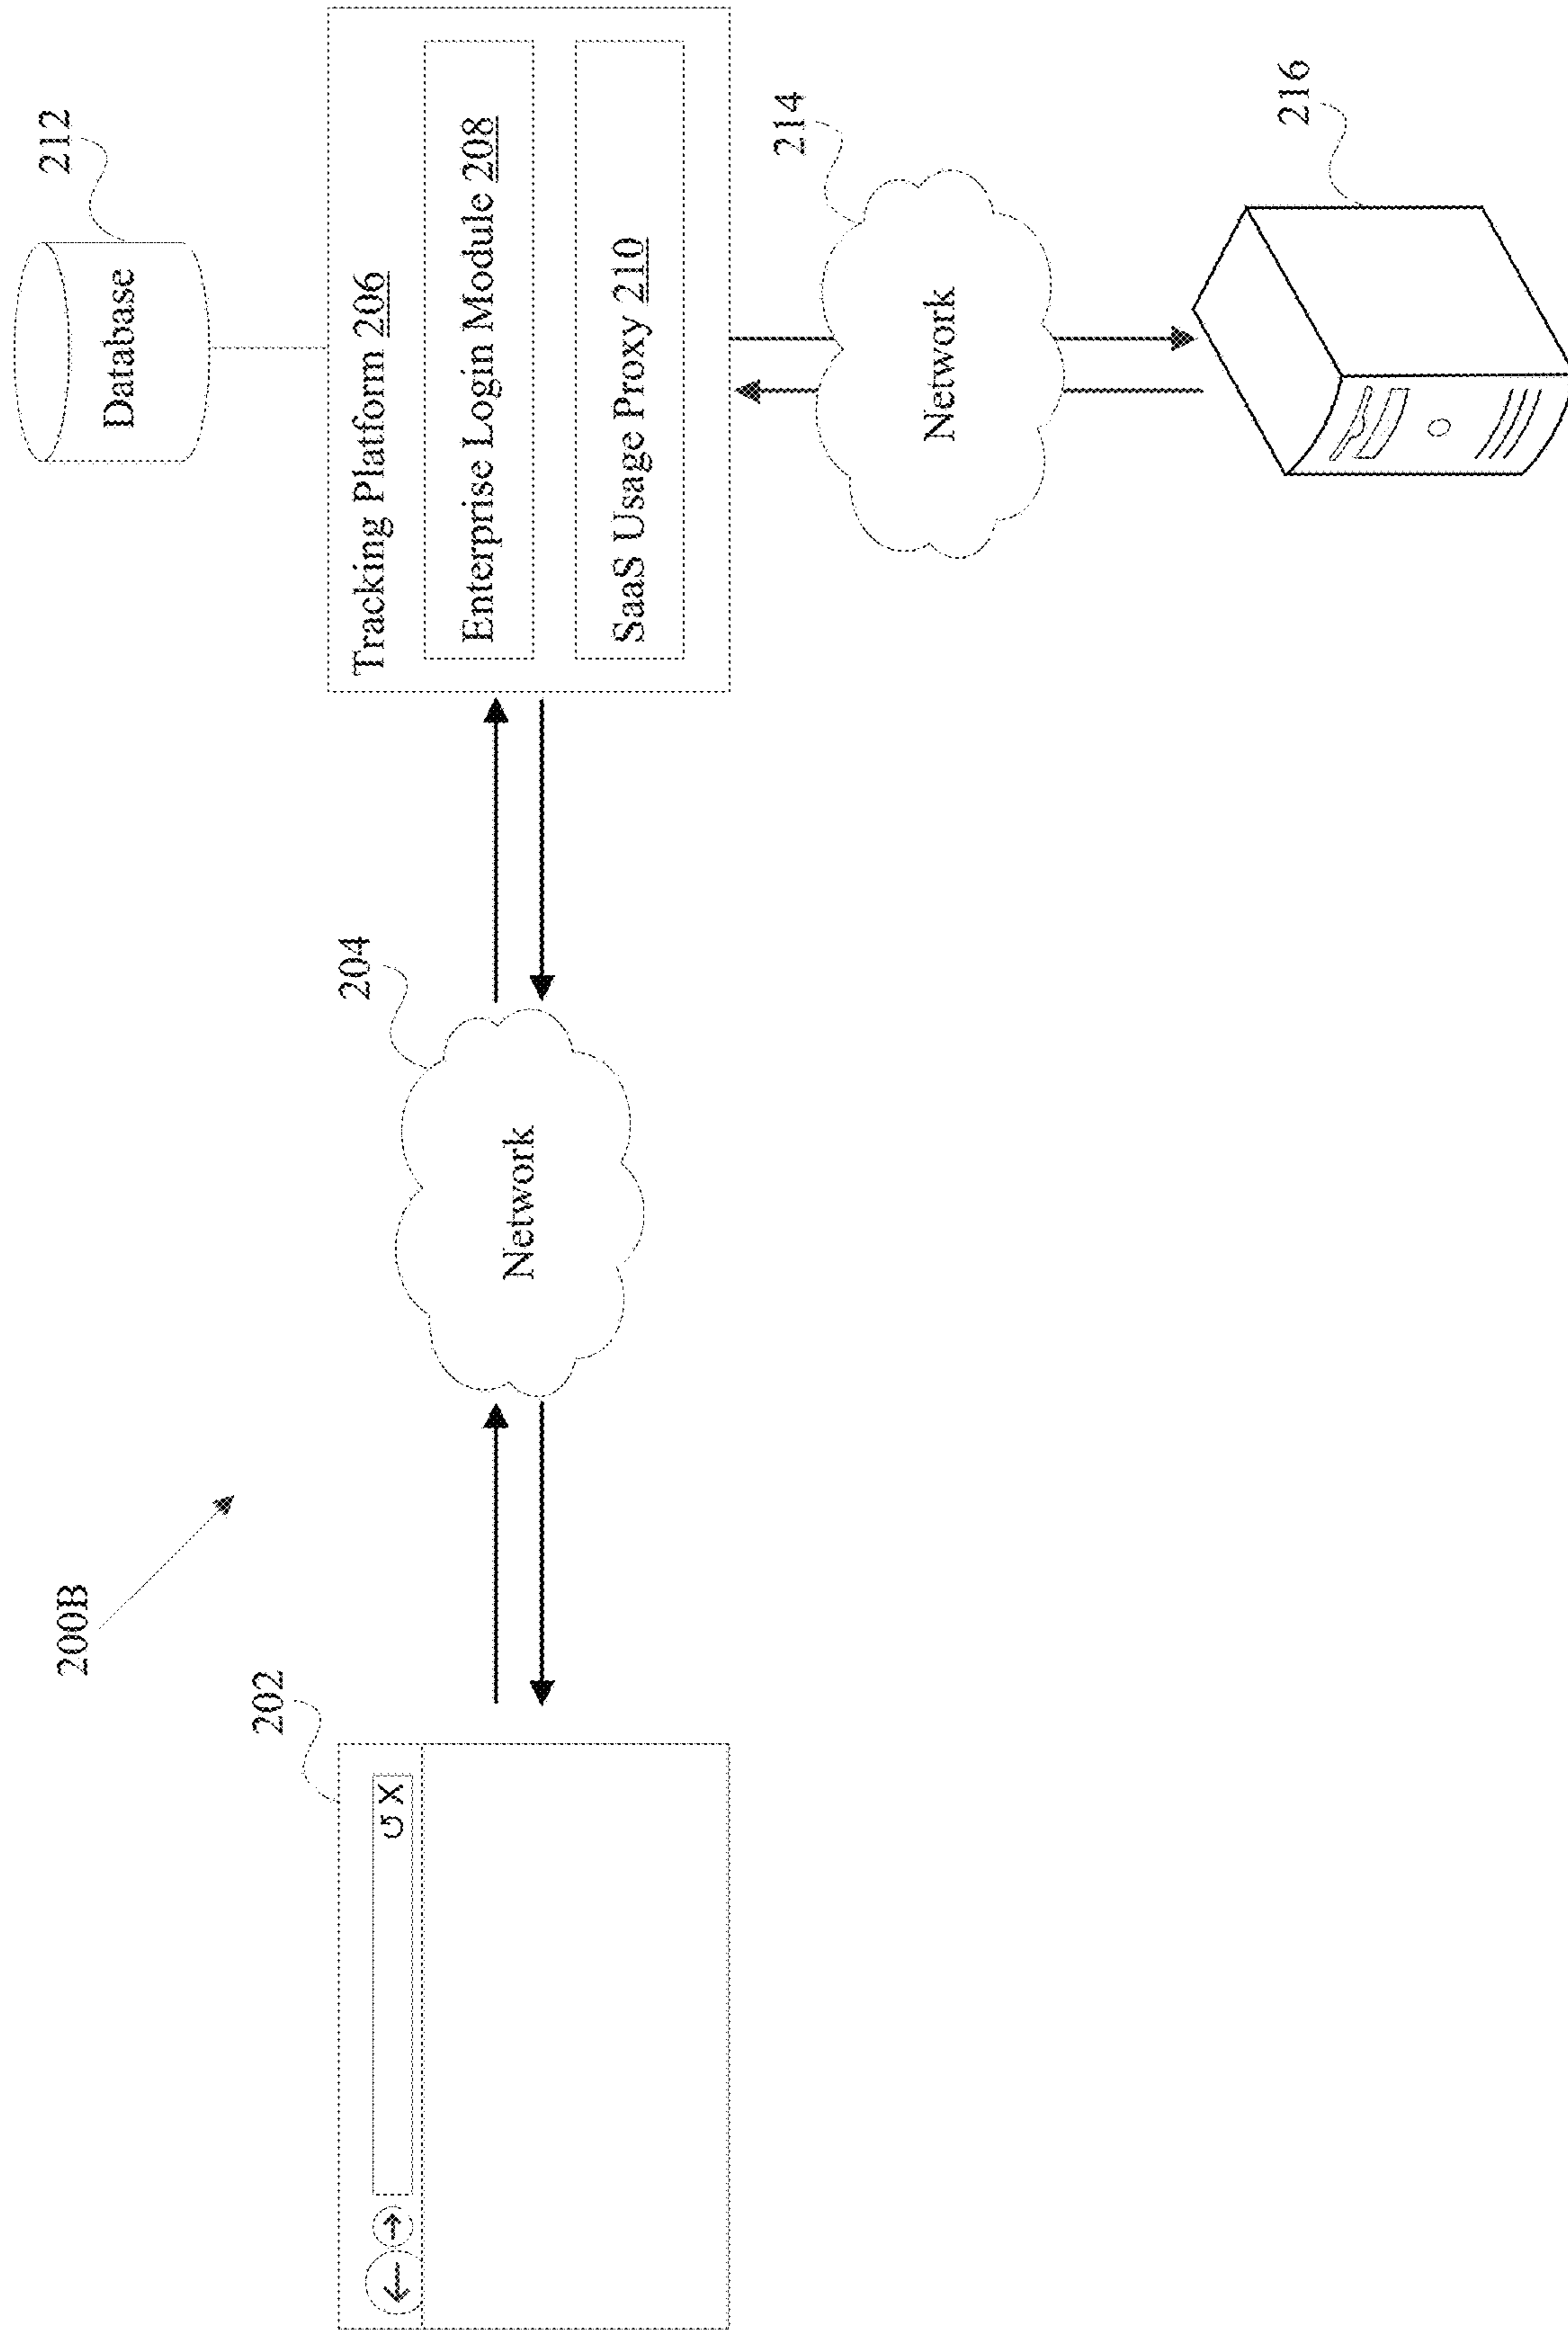 200B
202
204
Network
212
Database
Tracking Platform 206
Enterprise Login Module 208
SaaS Usage Proxy 210
214
Network
216